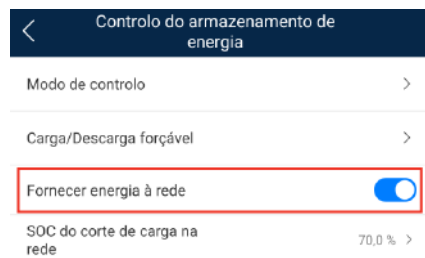 Controlo do armazenamento de
energia
Modo de controlo
Carga/Descarga forçável
Fornecer energia à rede
SOC do corte de carga na
rede
70,0 %